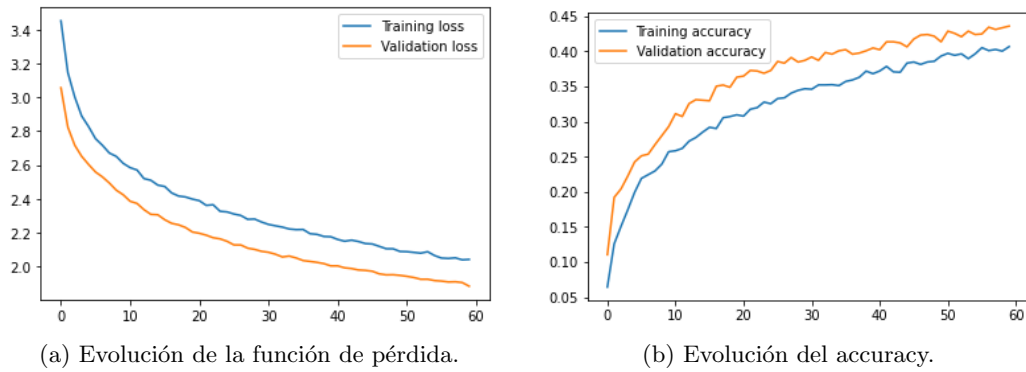 3.4
3.2
3.0
2.8
2.6
2.4
2.2
2.0
Training loss
Validation loss
0 10 20 30 40 50 60
(a) Evolución de la función de pérdida.
0.45
0.40
0.35
0.30
0.25
0.20
0.15
0.10
0.05
Training accuracy
Validation accuracy
0 10 20 30 40 50 60
(b) Evolución del accuracy.